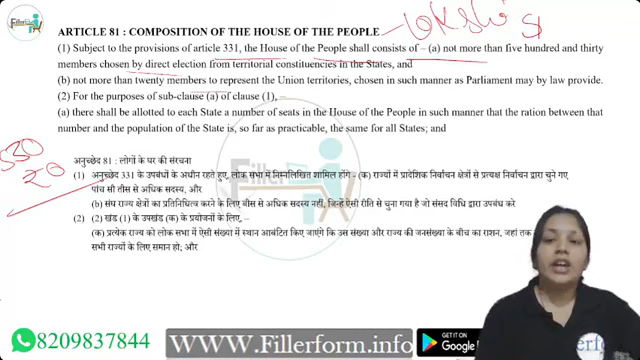 ARTICLE 81 : COMPOSITION OF THE HOUSE OF THE PEOPLE
(1) Subject to the provisions of article 331, the House of the People shall consists of – (a) not more than five hundred and thirty
members chosen by direct election from territorial constituencies in the States, and
(b) not more than twenty members to represent the Union territories, chosen in such manner as Parliament may by law provide.
(2) For the purposes of sub-clause (a) of clause (1), –
(a) there shall be allotted to each State a number of seats in the House of the People in such manner that the ration between that
number and the population of the State is, so far as practicable, the same for all States; and
530
20
अनुच्छेद 81 : लोगों के घर की संरचना
(1) अनुच्छेद 331 के उपबंधों के अधीन रहते हुए, लोक सभा में निम्नलिखित शामिल होंगे - (क) राज्यों में प्रादेशिक निर्वाचन क्षेत्रों से प्रत्यक्ष निर्वाचन द्वारा चुने गए
पांच सौ तीस से अधिक सदस्य, और
(b) संघ राज्य क्षेत्रों का प्रतिनिधित्व करने के लिए बीस से अधिक सदस्य नहीं, जिन्हें ऐसी रीति से चुना गया है जो संसद विधि द्वारा उपबंध करे
(2) 2 खंड (1) के उपखंड (क) के प्रयोजनों के लिए, –
(क) प्रत्येक राज्य को लोक सभा में ऐसी संख्या में स्थान आबंटित किए जाएंगे कि उस संख्या और राज्य की जनसंख्या के बीच का राशन, जहां तक
सभी राज्यों के लिए समान हो; और
8209837844
WWW.Fillerform.info
Google